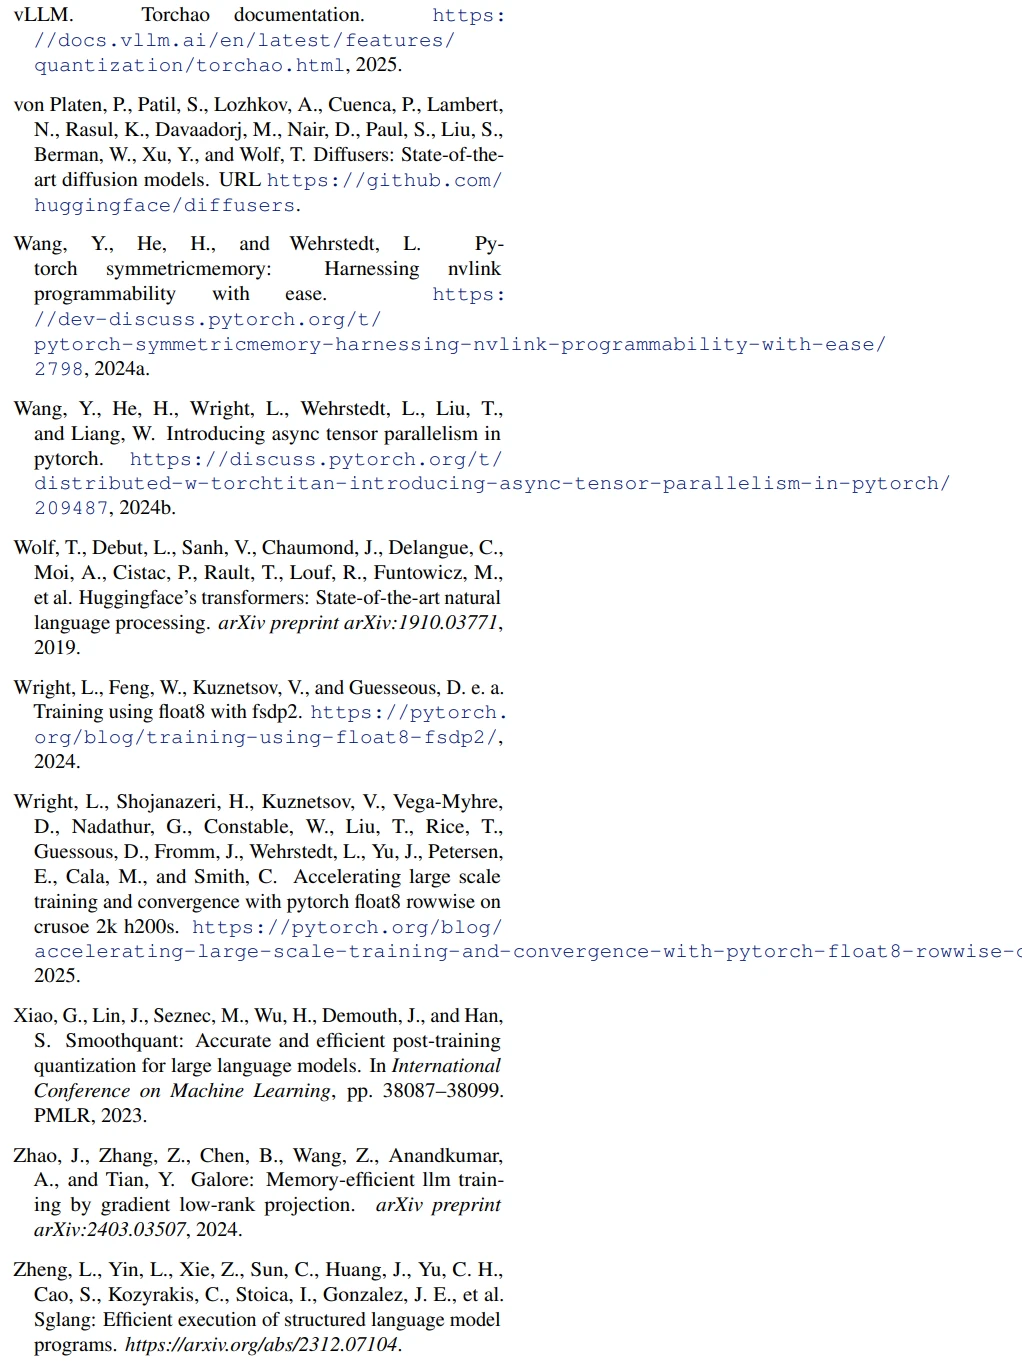 vLLM. Torchao documentation. https:
//docs.vllm.ai/en/latest/features/
quantization/torchao.html, 2025.
von Platen, P., Patil, S., Lozhkov, A., Cuenca, P., Lambert,
N., Rasul, K., Davaadorj, M., Nair, D., Paul, S., Liu, S.,
Berman, W., Xu, Y., and Wolf, T. Diffusers: State-of-the-
art diffusion models. URL https://github.com/
huggingface/diffusers.
Wang, Y., He, H., and Wehrstedt, L. Py-
torch symmetricmemory: Harnessing nvlink
programmability with ease. https:
//dev-discuss.pytorch.org/t/
pytorch-symmetricmemory-harnessing-nvlink-programmability-with-ease/
2798, 2024a.
Wang, Y., He, H., Wright, L., Wehrstedt, L., Liu, T.,
and Liang, W. Introducing async tensor parallelism in
pytorch. https://discuss.pytorch.org/t/
distributed-w-torchtitan-introducing-async-tensor-parallelism-in-pytorch/
209487, 2024b.
Wolf, T., Debut, L., Sanh, V., Chaumond, J., Delangue, C.,
Moi, A., Cistac, P., Rault, T., Louf, R., Funtowicz, M.,
et al. Huggingface's transformers: State-of-the-art natural
language processing. arXiv preprint arXiv:1910.03771,
2019.
Wright, L., Feng, W., Kuznetsov, V., and Guesseous, D. e. a.
Training using float8 with fsdp2. https://pytorch.
org/blog/training-using-float8-fsdp2/,
2024.
Wright, L., Shojanazeri, H., Kuznetsov, V., Vega-Myhre,
D., Nadathur, G., Constable, W., Liu, T., Rice, T.,
Guessous, D., Fromm, J., Wehrstedt, L., Yu, J., Petersen,
E., Cala, M., and Smith, C. Accelerating large scale
training and convergence with pytorch float8 rowwise on
crusoe 2k h200s. https://pytorch.org/blog/
accelerating-large-scale-training-and-convergence-with-pytorch-float8-rowwise-
2025.
Xiao, G., Lin, J., Seznec, M., Wu, H., Demouth, J., and Han,
S. Smoothquant: Accurate and efficient post-training
quantization for large language models. In International
Conference on Machine Learning, pp. 38087–38099.
PMLR, 2023.
Zhao, J., Zhang, Z., Chen, B., Wang, Z., Anandkumar,
A., and Tian, Y. Galore: Memory-efficient llm train-
ing by gradient low-rank projection. arXiv preprint
arXiv:2403.03507, 2024.
Zheng, L., Yin, L., Xie, Z., Sun, C., Huang, J., Yu, C. H.,
Cao, S., Kozyrakis, C., Stoica, I., Gonzalez, J. E., et al.
Sglang: Efficient execution of structured language model
programs. https://arxiv.org/abs/2312.07104.